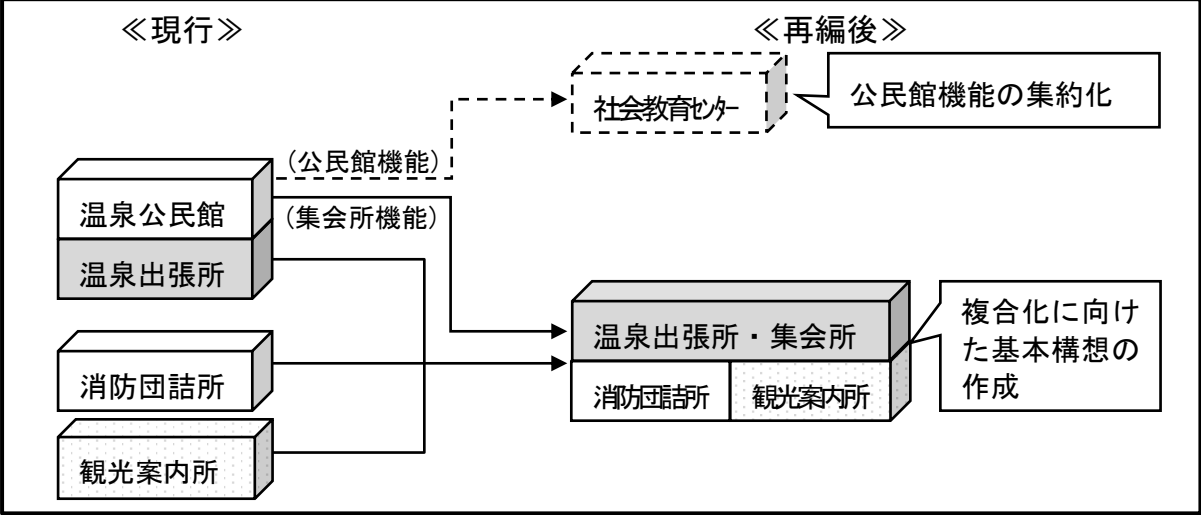 ≪現行≫
≪再編後≫
社会教育センター
公民館機能の集約化
（公民館機能）
温泉公民館
（集会所機能）
温泉出張所
温泉出張所・集会所
複合化に向け
た基本構想の
作成
消防団詰所
消防団詰所
観光案内所
観光案内所